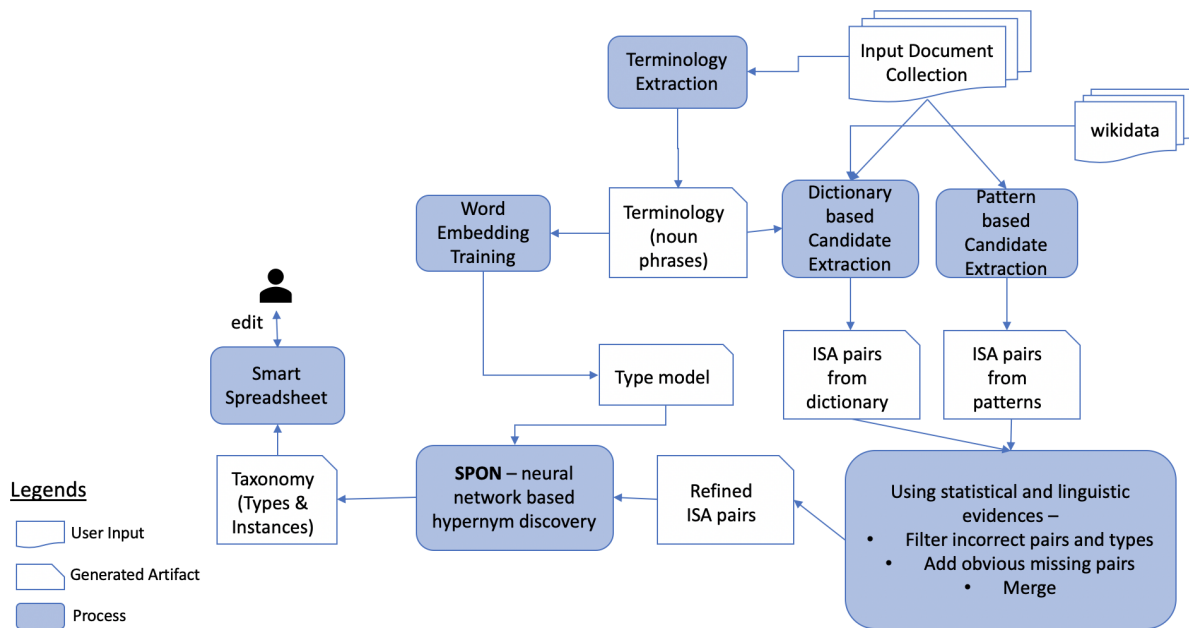 Input Document
Collection
Terminology
Extraction
wikidata
Word
Embedding
Training
Terminology
(noun
phrases)
Dictionary
based
Candidate
Extraction
Pattern
based
Candidate
Extraction
edit
Smart
Spreadsheet
Type model
ISA pairs
from
dictionary
ISA pairs
from
patterns
Taxonomy
(Types &
Instances)
SPON – neural
network based
hypernym discovery
Refined
ISA pairs
Using statistical and linguistic
evidences –
• Filter incorrect pairs and types
• Add obvious missing pairs
• Merge
Legends
User Input
Generated Artifact
Process